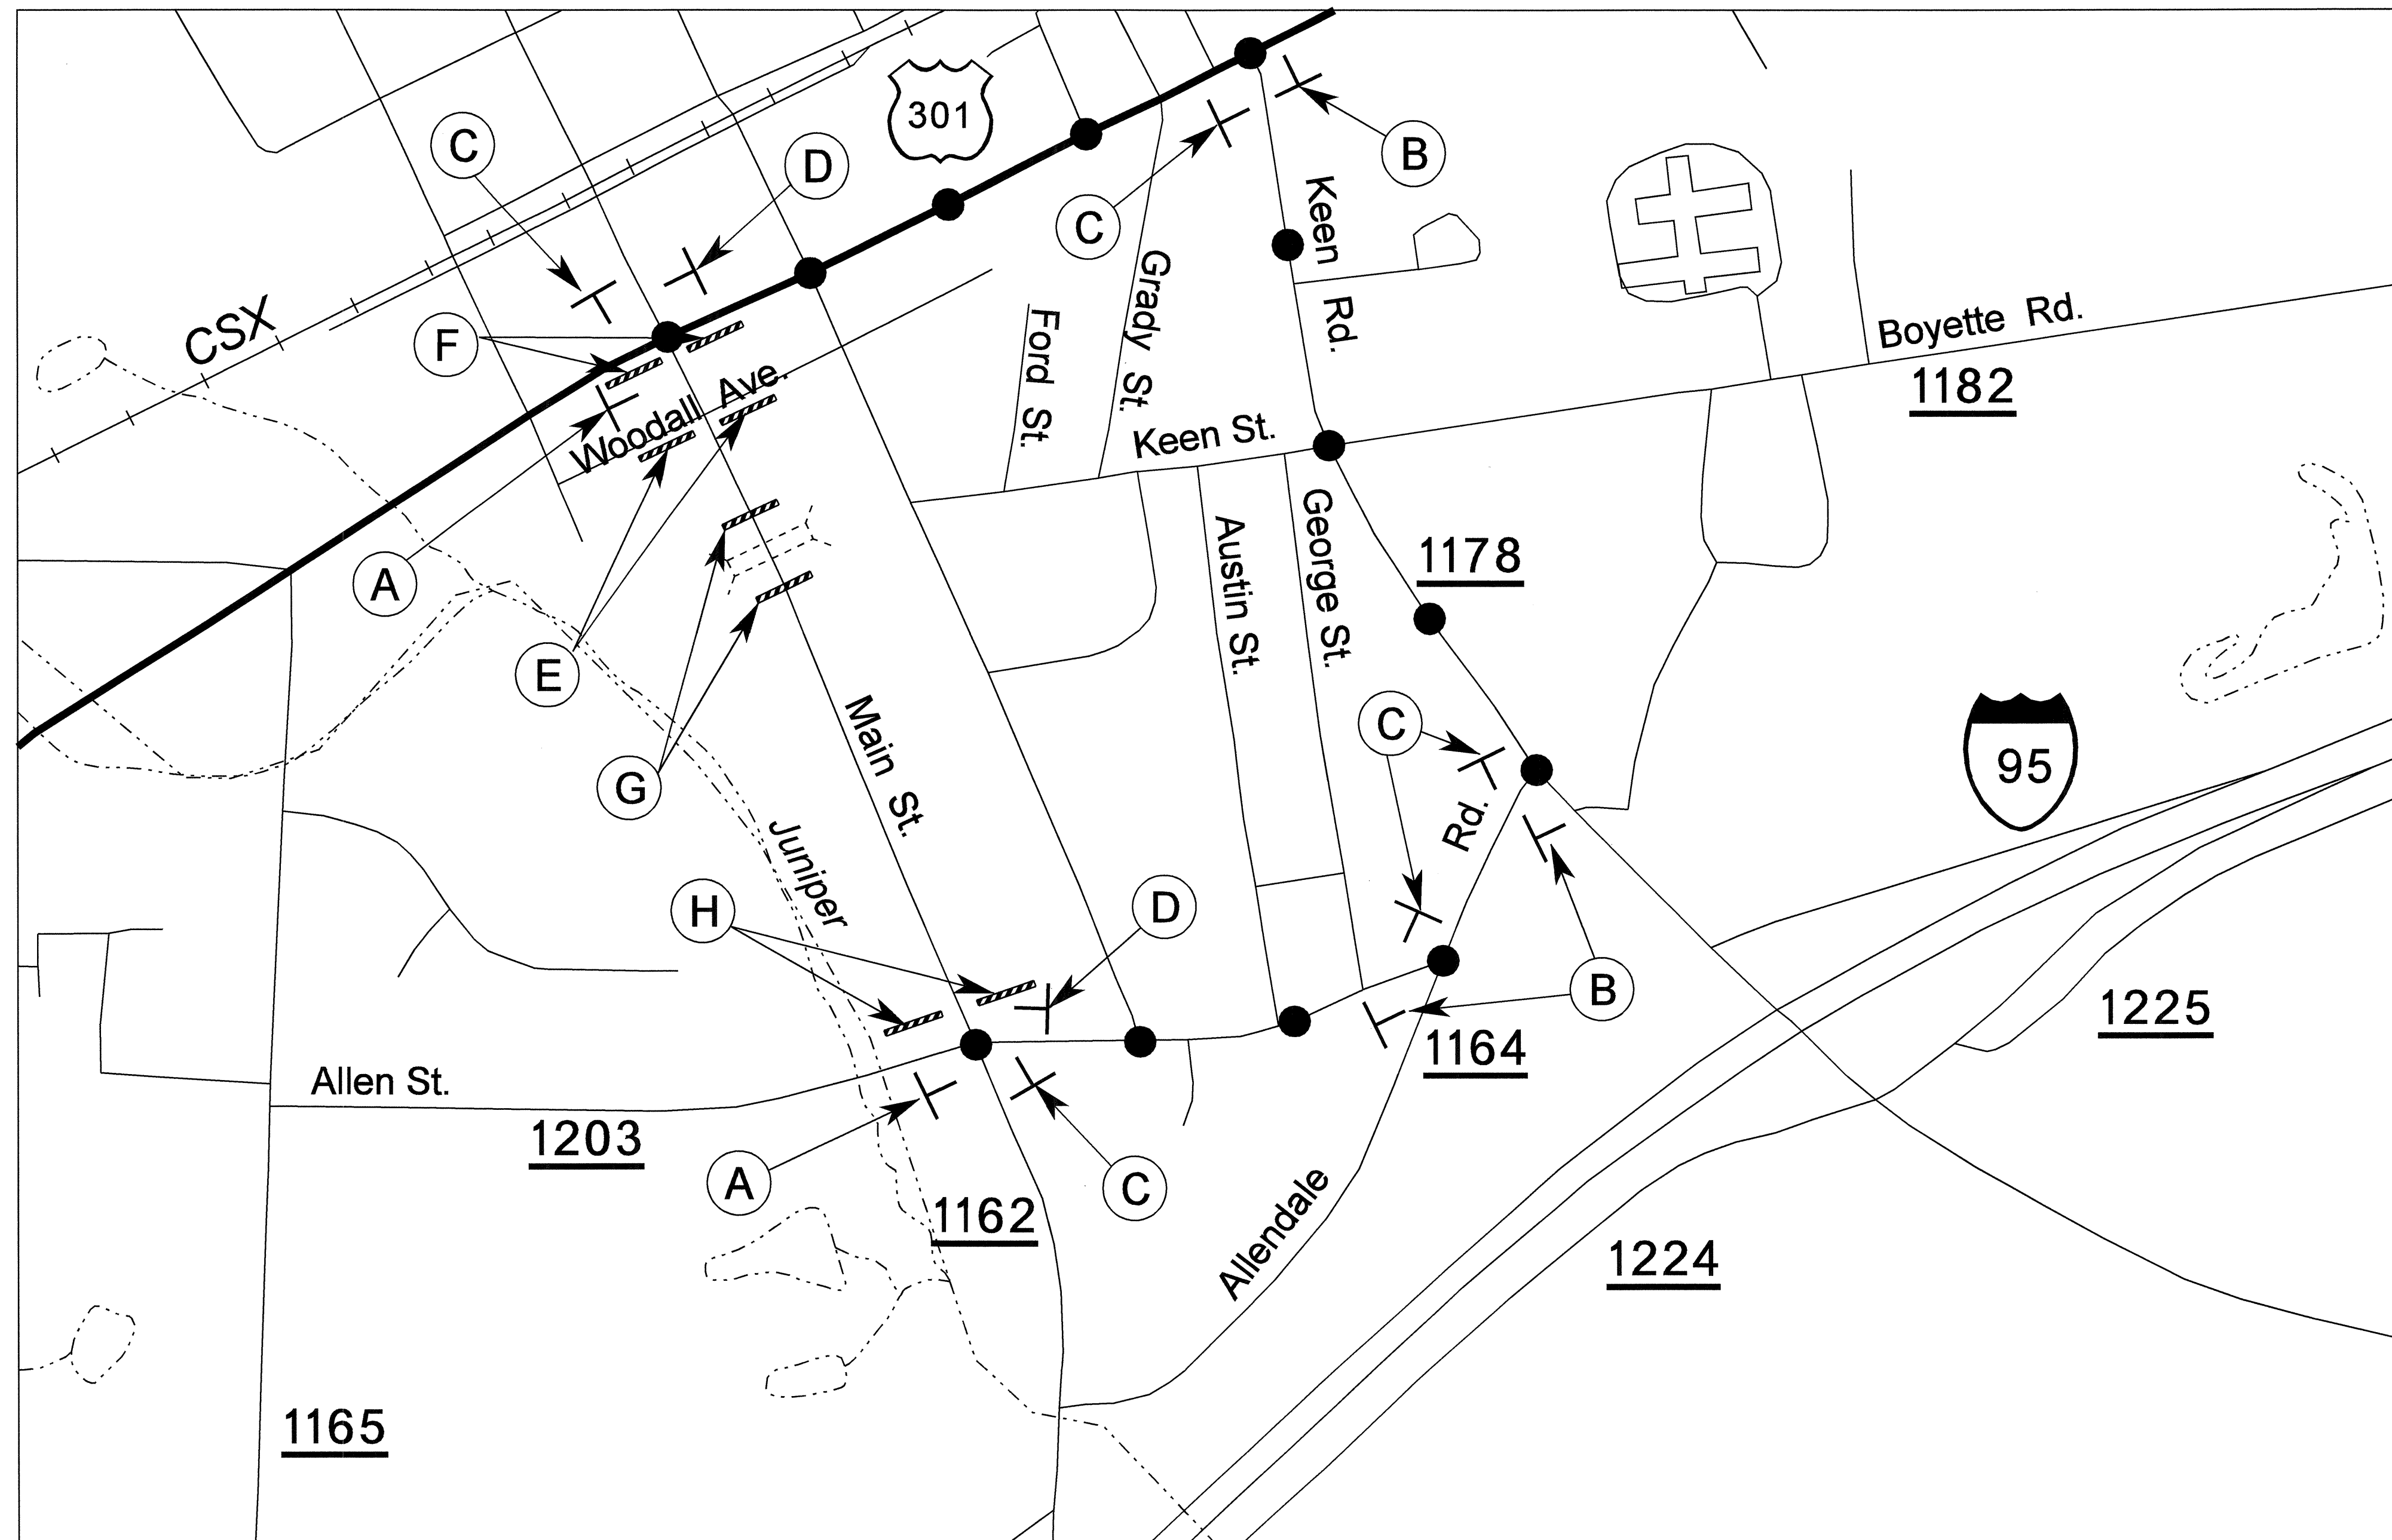 301
C
D
B
C
CSX
F
Keen Rd.
Grady St.
Ford St.
Boyette Rd.
1182
Woodall Ave.
Keen St.
A
Austin St.
George St.
1178
E
Main St.
C
95
G
Rd.
Juniper
H
D
B
1225
1164
Allen St.
1203
A
C
1162
Allendale
1224
1165